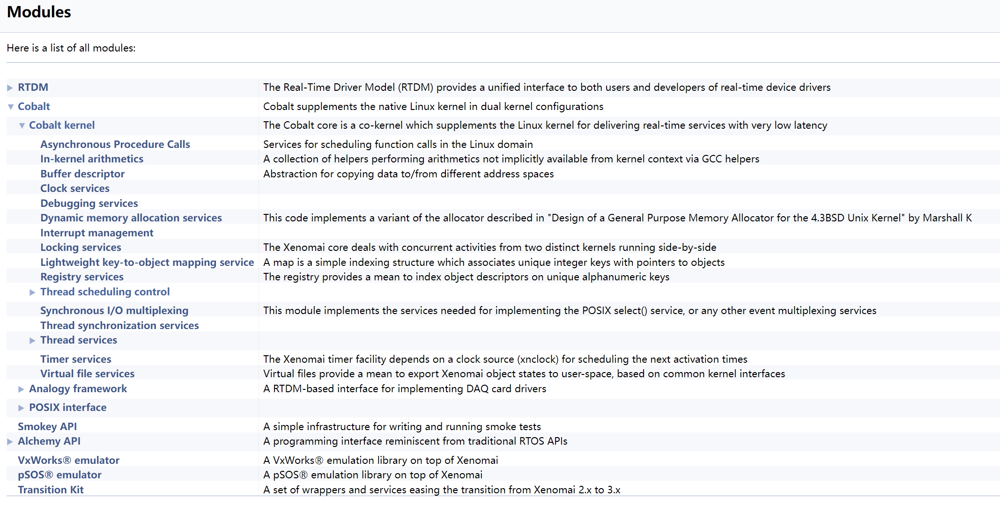 Modules
Here is a list of all modules:
RTDM The Real-Time Driver Model (RTDM) provides a unified interface to both users and developers of real-time device drivers
Cobalt Cobalt supplements the native Linux kernel in dual kernel configurations
Cobalt kernel The Cobalt core is a co-kernel which supplements the Linux kernel for delivering real-time services with very low latency
Asynchronous Procedure Calls Services for scheduling function calls in the Linux domain
In-kernel arithmetics A collection of helpers performing arithmetics not implicitly available from kernel context via GCC helpers
Buffer descriptor Abstraction for copying data to/from different address spaces
Clock services
Debugging services
Dynamic memory allocation services This code implements a variant of the allocator described in "Design of a General Purpose Memory Allocator for the 4.3BSD Unix Kernel" by Marshall K
Interrupt management
Locking services The Xenomai core deals with concurrent activities from two distinct kernels running side-by-side
Lightweight key-to-object mapping service A map is a simple indexing structure which associates unique integer keys with pointers to objects
Registry services The registry provides a mean to index object descriptors on unique alphanumeric keys
Thread scheduling control
Synchronous I/O multiplexing This module implements the services needed for implementing the POSIX select() service, or any other event multiplexing services
Thread synchronization services
Thread services
Timer services The Xenomai timer facility depends on a clock source (xnclock) for scheduling the next activation times
Virtual file services Virtual files provide a mean to export Xenomai object states to user-space, based on common kernel interfaces
Analogy framework A RTDM-based interface for implementing DAQ card drivers
POSIX interface
Smokey API A simple infrastructure for writing and running smoke tests
Alchemy API A programming interface reminiscent from traditional RTOS APIs
VxWorks® emulator A VxWorks® emulation library on top of Xenomai
pSOS® emulator A pSOS® emulation library on top of Xenomai
Transition Kit A set of wrappers and services easing the transition from Xenomai 2.x to 3.x